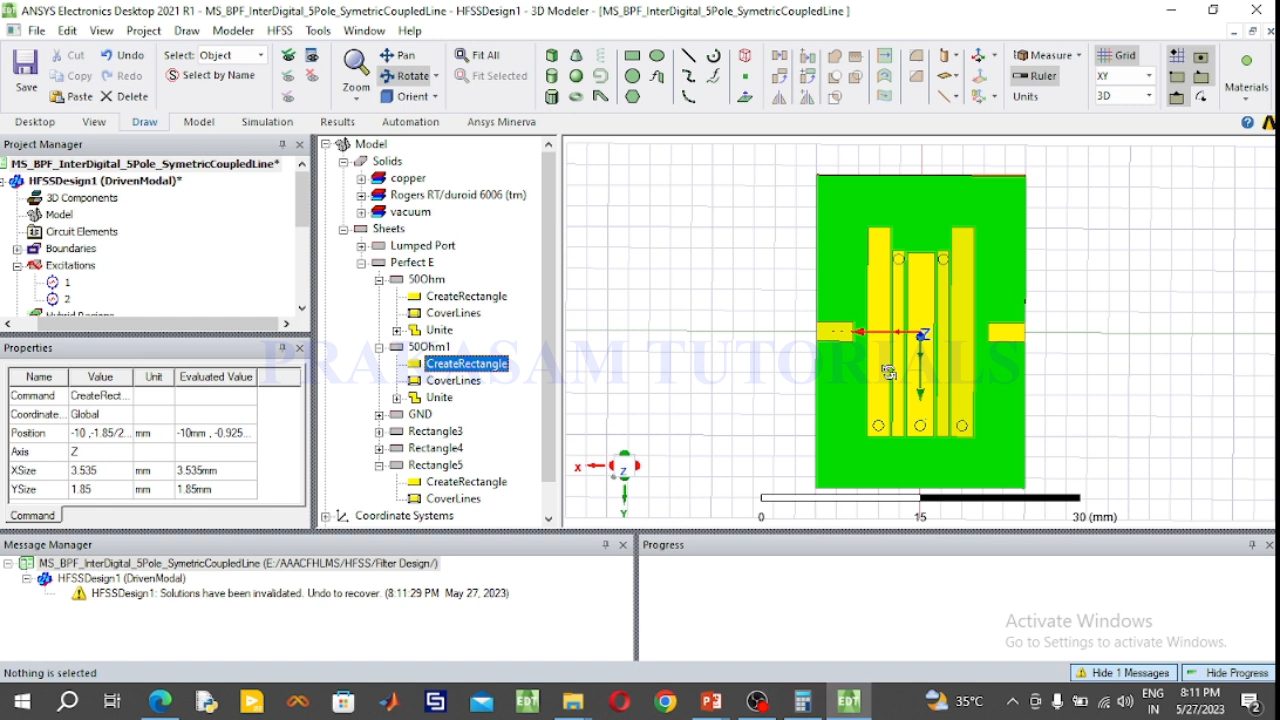 ANSYS Electronics Desktop 2021 R1 - MS_BPF_InterDigital_5Pole_SymetricCoupledLine - HFSSDesign1 - 3D Modeler - [MS_BPF_InterDigital_5Pole_SymetricCoupledLine ]
File Edit View Project Draw Modeler HFSS Tools Window Help
Save Cut Copy Paste Undo Redo Delete Select: Object Select by Name Zoom Pan Rotate Orient Fit All Fit Selected Measure Ruler Units Grid XY 3D Materials
Desktop View Draw Model Simulation Results Automation Ansys Minerva
Project Manager
MS_BPF_InterDigital_5Pole_SymetricCoupledLine*
HFSSDesign1 (DrivenModal)*
3D Components
Model
Circuit Elements
Boundaries
Excitations
1
2
Hybrid Regions
Properties
Name Value Unit Evaluated Value
Command CreateRect...
Coordinate... Global
Position -10 ,-1.85/2... mm -10mm , -0.925...
Axis Z
XSize 3.535 mm 3.535mm
YSize 1.85 mm 1.85mm
Command
Model
Solids
copper
Rogers RT/duroid 6006 (tm)
vacuum
Sheets
Lumped Port
Perfect E
50Ohm
CreateRectangle
CoverLines
Unite
50Ohm1
CreateRectangle
CoverLines
Unite
GND
Rectangle3
Rectangle4
Rectangle5
CreateRectangle
CoverLines
Coordinate Systems
PRAKASAM TUTORIALS
Z
X
Z
Y
0 15 30 (mm)
Message Manager
MS_BPF_InterDigital_5Pole_SymetricCoupledLine (E:/AAACFHLMS/HFSS/Filter Design/)
HFSSDesign1 (DrivenModal)
HFSSDesign1: Solutions have been invalidated. Undo to recover. (8:11:29 PM May 27, 2023)
Progress
Activate Windows
Go to Settings to activate Windows.
Nothing is selected
Hide 1 Messages Hide Progress
35°C
ENG
IN
8:11 PM
5/27/2023
2